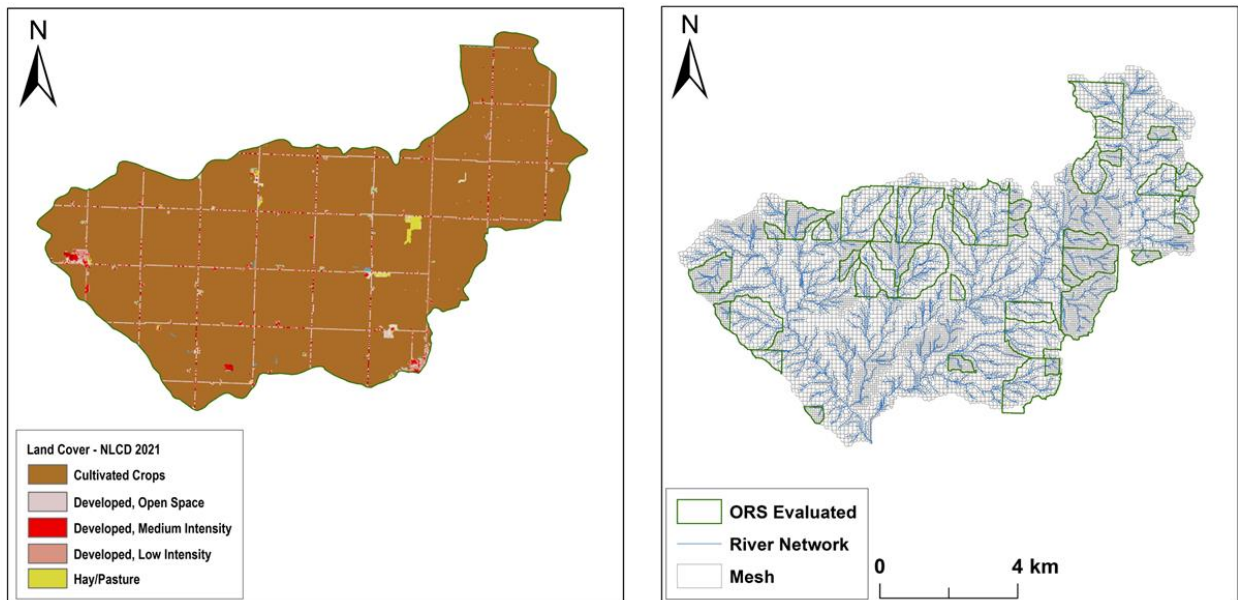 N
Land Cover - NLCD 2021
Cultivated Crops
Developed, Open Space
Developed, Medium Intensity
Developed, Low Intensity
Hay/Pasture
N
ORS Evaluated
River Network
Mesh
0 4 km